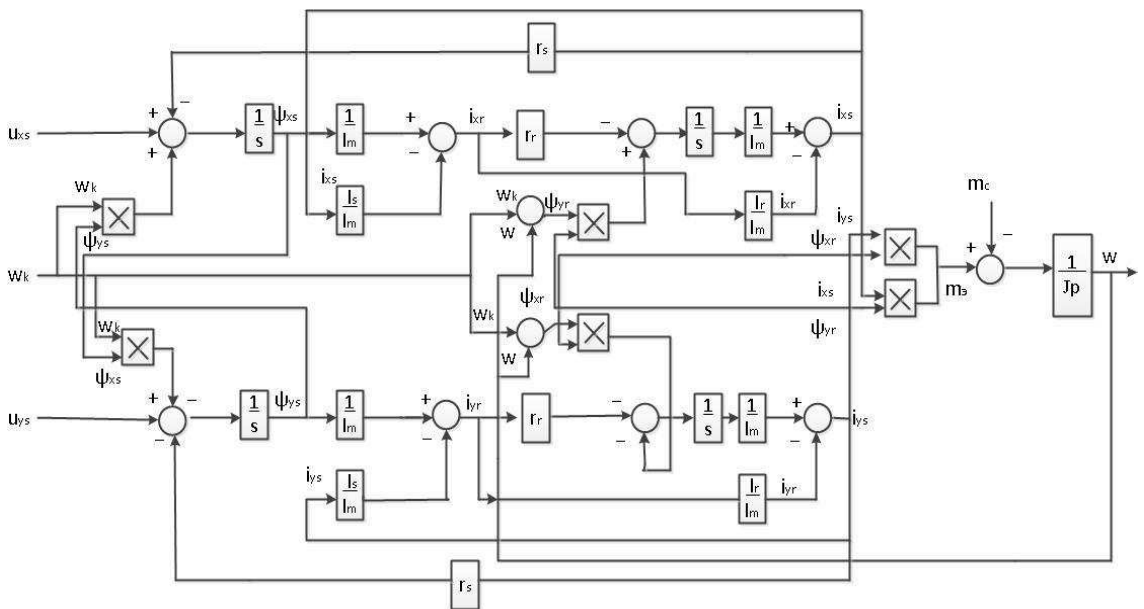 rs
+
−
uxs
+
1
s
ψxs
1
lm
+
−
ixr
rr
−
+
1
s
1
lm
+
−
ixs
wk
ψys
ixs
ls
lm
wk
w
ψyr
lr
lm
ixr
mc
iys
ψxr
+
−
1
Jp
w
mэ
wk
ixs
ψyr
ψxr
wk
w
wk
ψxs
uys
+
−
−
1
s
ψys
1
lm
+
−
iyr
rr
−
−
1
s
1
lm
+
−
iys
iys
ls
lm
lr
lm
iyr
rs